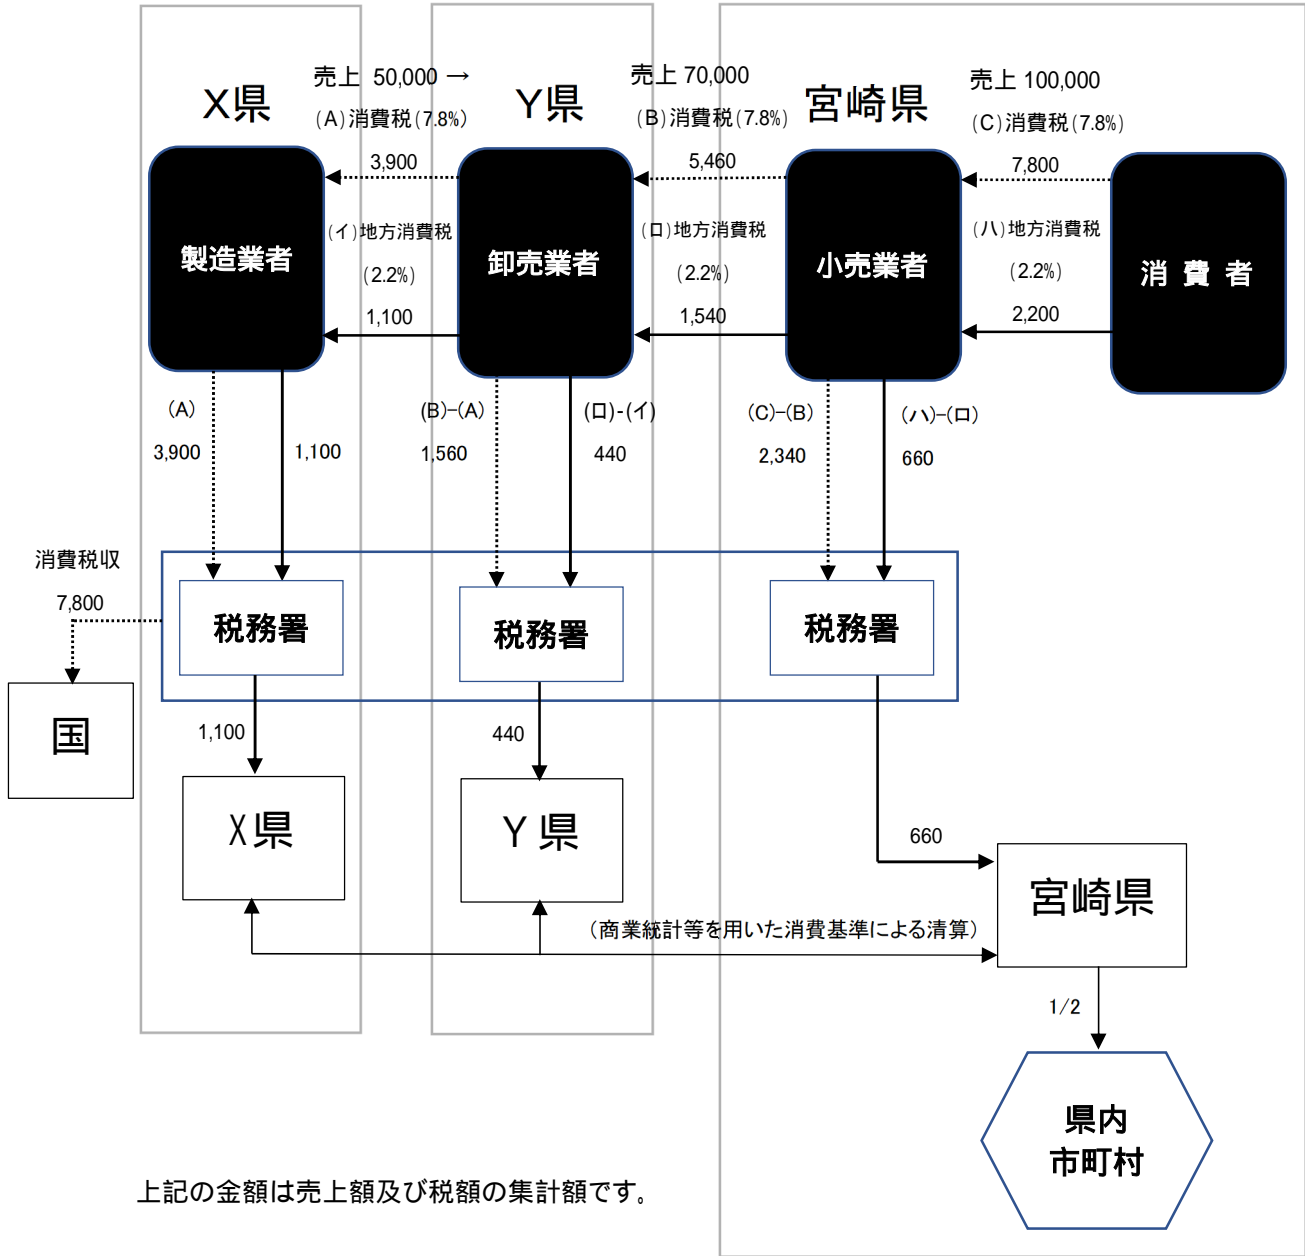 X県
売上 50,000 →
(A)消費税(7.8%)
3,900
(イ)地方消費税
(2.2%)
1,100
Y県
売上 70,000
(B)消費税(7.8%)
5,460
(ロ)地方消費税
(2.2%)
1,540
宮崎県
売上 100,000
(C)消費税(7.8%)
7,800
(ハ)地方消費税
(2.2%)
2,200
製造業者
卸売業者
小売業者
消 費 者
(A)
3,900
1,100
(B)-(A)
1,560
(ロ)-(イ)
440
(C)-(B)
2,340
(ハ)-(ロ)
660
消費税収
7,800
税務署
税務署
税務署
国
1,100
440
660
X県
Y県
宮崎県
(商業統計等を用いた消費基準による清算)
1/2
県内
市町村
上記の金額は売上額及び税額の集計額です。